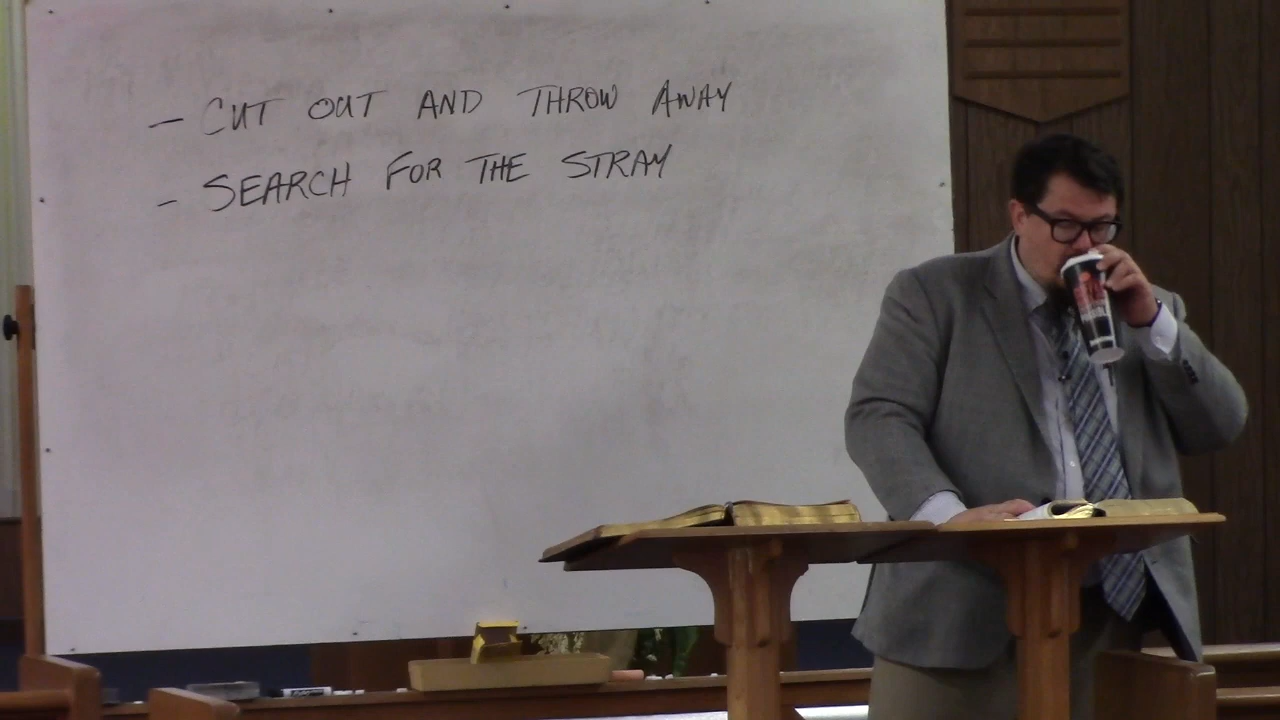 - CUT OUT AND THROW AWAY
- SEARCH FOR THE STRAY